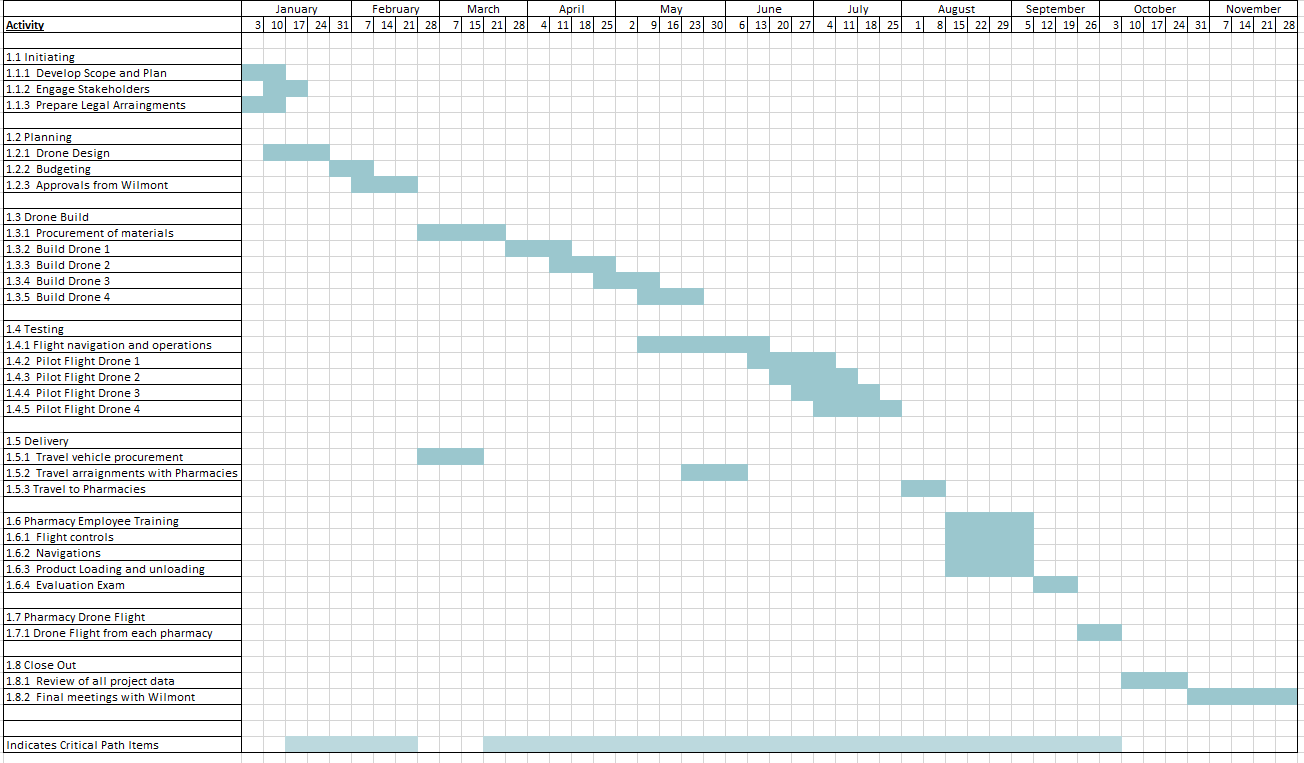 January February March April May June July August September October November
Activity 3 10 17 24 31 7 14 21 28 7 15 21 28 4 11 18 25 2 9 16 23 30 6 13 20 27 4 11 18 25 1 8 15 22 29 5 12 19 26 3 10 17 24 31 7 14 21 28
1.1 Initiating
1.1.1 Develop Scope and Plan
1.1.2 Engage Stakeholders
1.1.3 Prepare Legal Arraingments
1.2 Planning
1.2.1 Drone Design
1.2.2 Budgeting
1.2.3 Approvals from Wilmont
1.3 Drone Build
1.3.1 Procurement of materials
1.3.2 Build Drone 1
1.3.3 Build Drone 2
1.3.4 Build Drone 3
1.3.5 Build Drone 4
1.4 Testing
1.4.1 Flight navigation and operations
1.4.2 Pilot Flight Drone 1
1.4.3 Pilot Flight Drone 2
1.4.4 Pilot Flight Drone 3
1.4.5 Pilot Flight Drone 4
1.5 Delivery
1.5.1 Travel vehicle procurement
1.5.2 Travel arraignments with Pharmacies
1.5.3 Travel to Pharmacies
1.6 Pharmacy Employee Training
1.6.1 Flight controls
1.6.2 Navigations
1.6.3 Product Loading and unloading
1.6.4 Evaluation Exam
1.7 Pharmacy Drone Flight
1.7.1 Drone Flight from each pharmacy
1.8 Close Out
1.8.1 Review of all project data
1.8.2 Final meetings with Wilmont
Indicates Critical Path Items